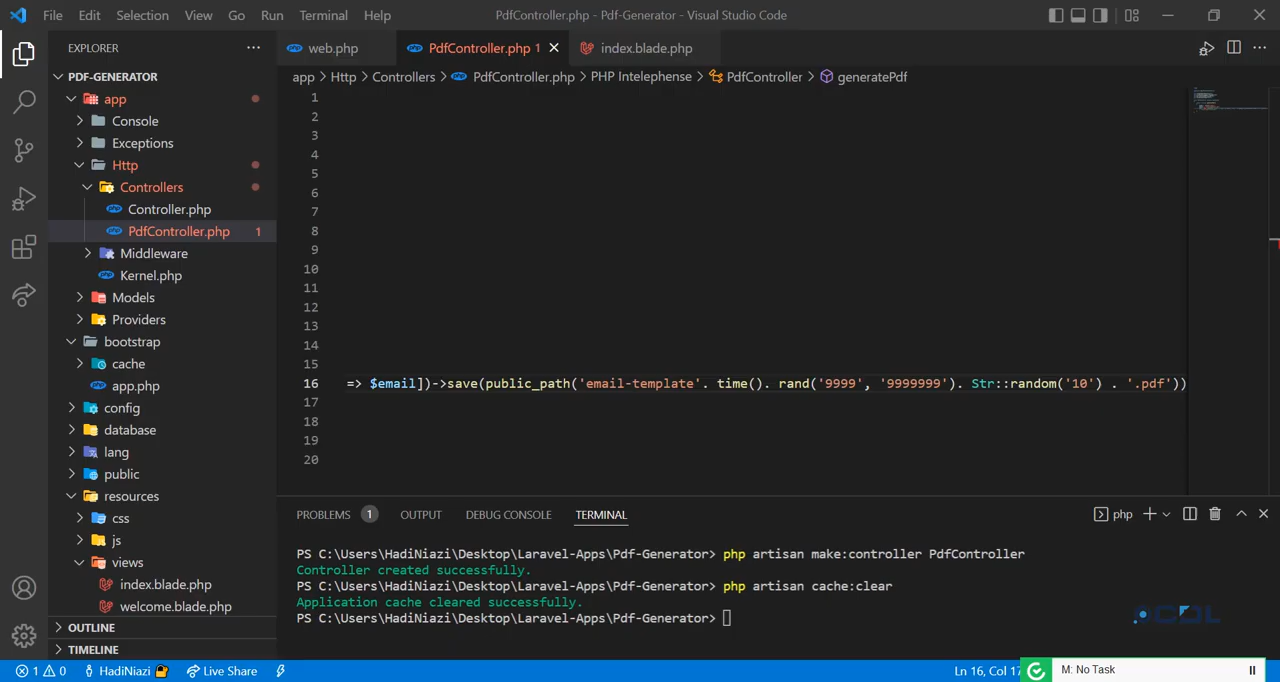 File Edit Selection View Go Run Terminal Help PdfController.php - Pdf-Generator - Visual Studio Code
EXPLORER
web.php PdfController.php 1 index.blade.php
PDF-GENERATOR
app > Http > Controllers > PdfController.php > PHP Intelephense > PdfController > generatePdf
app
Console
Exceptions
Http
Controllers
Controller.php
PdfController.php 1
Middleware
Kernel.php
Models
Providers
bootstrap
cache
app.php
config
database
lang
public
resources
css
js
views
index.blade.php
welcome.blade.php
OUTLINE
TIMELINE
1
2
3
4
5
6
7
8
9
10
11
12
13
14
15
16 => $email])->save(public_path('email-template'. time(). rand('9999', '9999999'). Str::random('10') . '.pdf'))
17
18
19
20
PROBLEMS 1 OUTPUT DEBUG CONSOLE TERMINAL php
PS C:\Users\HadiNiazi\Desktop\Laravel-Apps\Pdf-Generator> php artisan make:controller PdfController
Controller created successfully.
PS C:\Users\HadiNiazi\Desktop\Laravel-Apps\Pdf-Generator> php artisan cache:clear
Application cache cleared successfully.
PS C:\Users\HadiNiazi\Desktop\Laravel-Apps\Pdf-Generator>
1 0 HadiNiazi Live Share Ln 16, Col 17 M: No Task